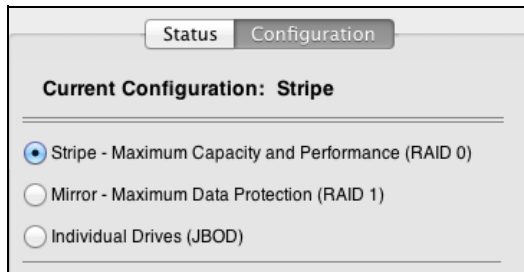 Status Configuration
Current Configuration: Stripe
Stripe - Maximum Capacity and Performance (RAID 0)
Mirror - Maximum Data Protection (RAID 1)
Individual Drives (JBOD)